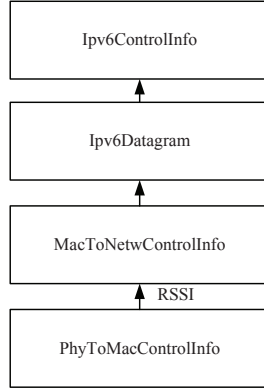 Ipv6ControlInfo
Ipv6Datagram
MacToNetwControlInfo
RSSI
PhyToMacControlInfo